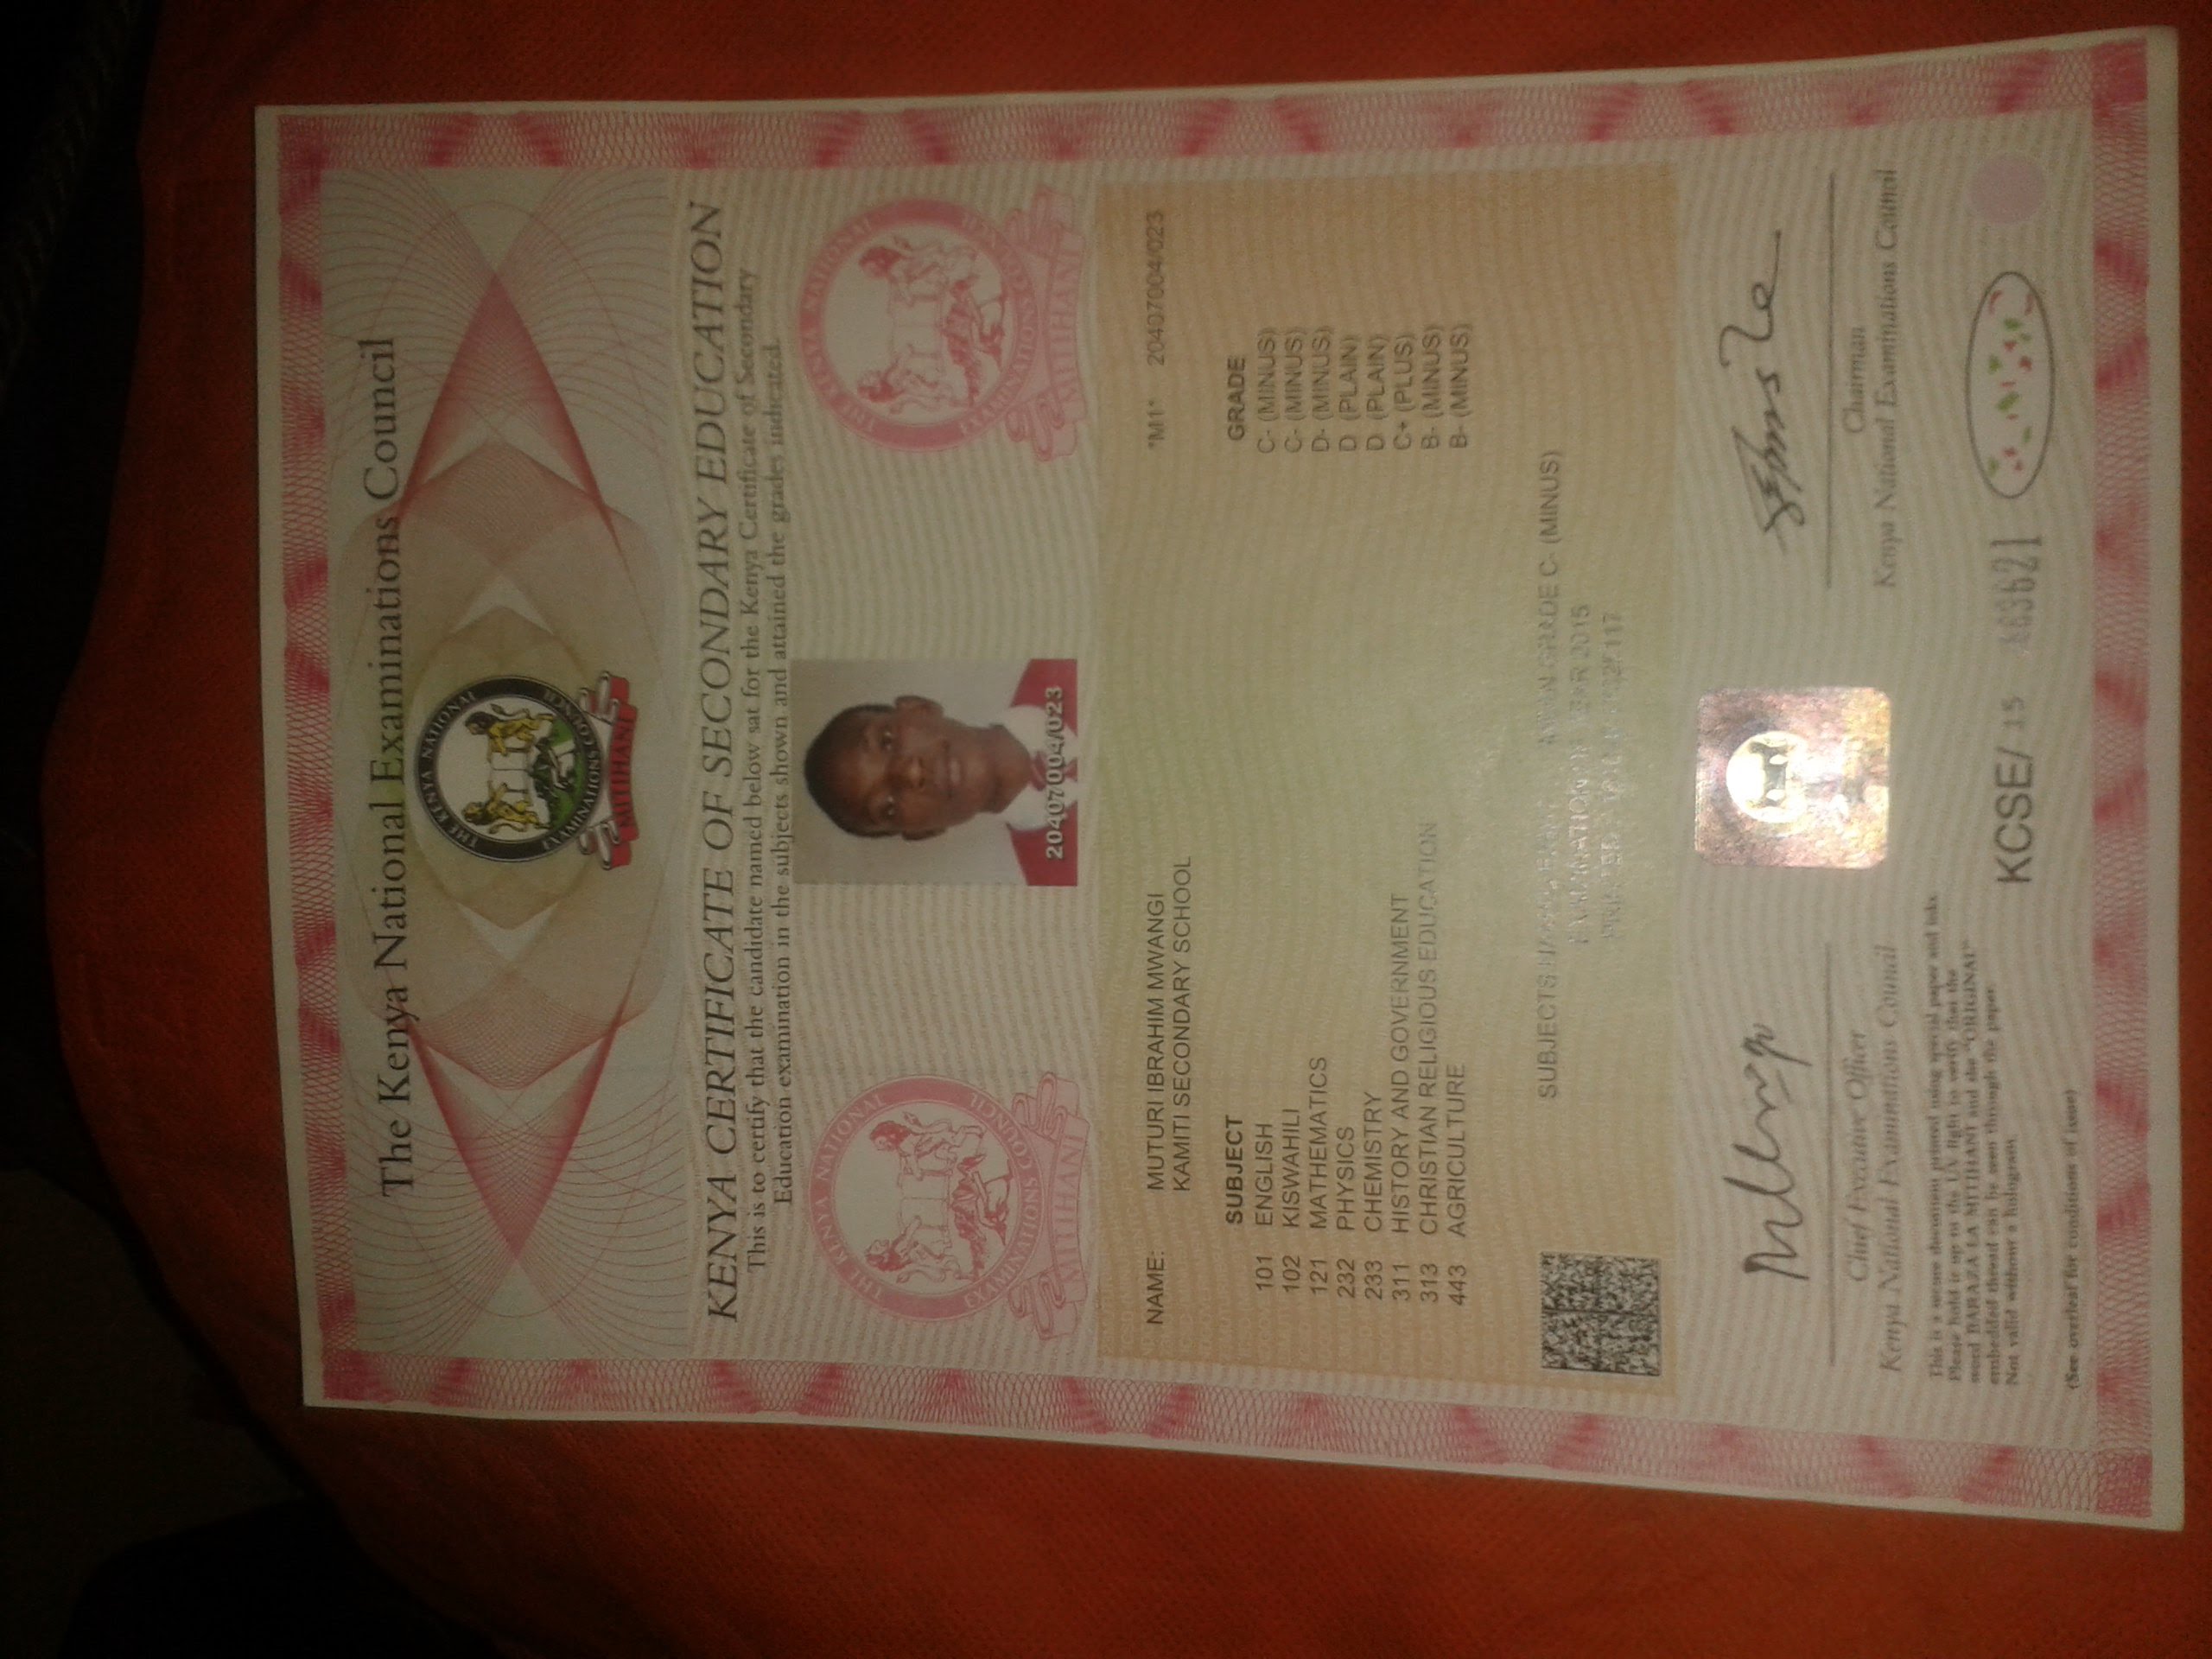 The Kenya National Examinations Council
THE KENYA NATIONAL
EXAMINATIONS COUNCIL
MITIHANI
KENYA CERTIFICATE OF SECONDARY EDUCATION
This is to certify that the candidate named below sat for the Kenya Certificate of Secondary
Education examination in the subjects shown and attained the grades indicated.
THE KENYA NATIONAL
EXAMINATIONS COUNCIL
MITIHANI
20407004/023
THE KENYA NATIONAL
EXAMINATIONS COUNCIL
MITIHANI
NAME: MUTURI IBRAHIM MWANGI *M1* 20407004/023
KAMITI SECONDARY SCHOOL
SUBJECT GRADE
101 ENGLISH C- (MINUS)
102 KISWAHILI C- (MINUS)
121 MATHEMATICS D- (MINUS)
232 PHYSICS D (PLAIN)
233 CHEMISTRY D (PLAIN)
311 HISTORY AND GOVERNMENT C+ (PLUS)
313 CHRISTIAN RELIGIOUS EDUCATION B- (MINUS)
443 AGRICULTURE B- (MINUS)
SUBJECTS MEAN GRADE C- (MINUS)
EXAMINATION OF YEAR 2015
Chief Executive Officer
Kenya National Examinations Council
Chairman
Kenya National Examinations Council
This is a secure document printed using special paper and inks.
Please hold it up to the UV light to verify that the
word BARAZA LA MITIHANI and the "ORIGINAL"
embedded thread can be seen through the paper.
Not valid without a hologram.
KCSE/ 15
(See overleaf for conditions of issue)